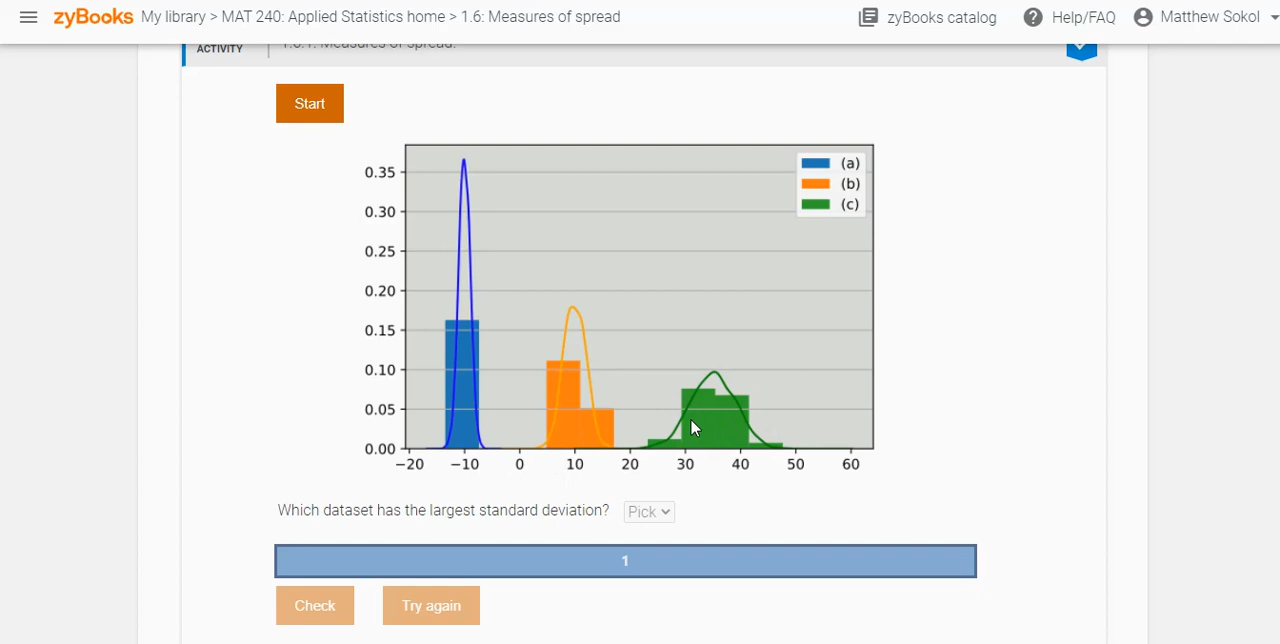 zyBooks My library > MAT 240: Applied Statistics home > 1.6: Measures of spread
zyBooks catalog Help/FAQ Matthew Sokol
ACTIVITY
Measures of spread.
Start
0.35
0.30
0.25
0.20
0.15
0.10
0.05
0.00
(a)
(b)
(c)
−20 −10 0 10 20 30 40 50 60
Which dataset has the largest standard deviation? Pick
1
Check Try again